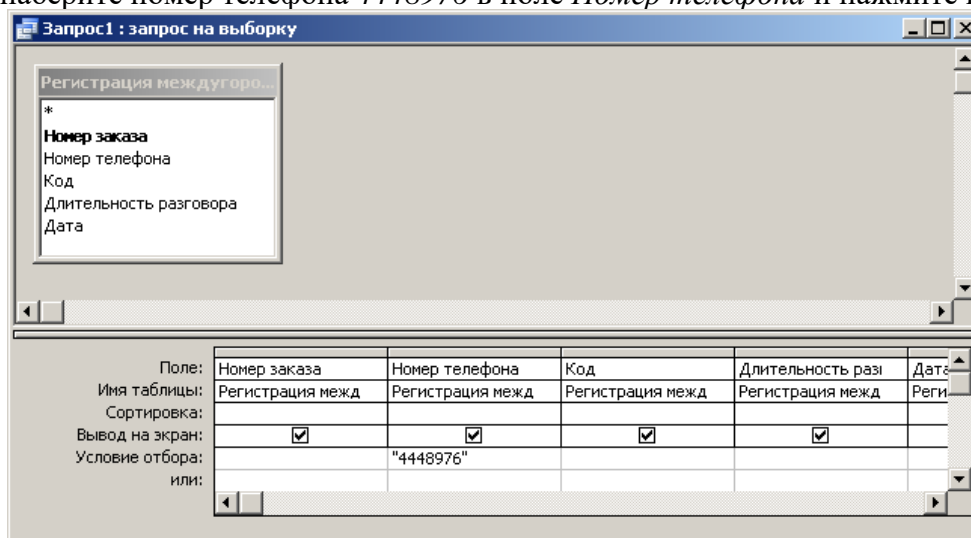 наберите номер телефона 4448976 в поле Номер телефона и нажмите
Запрос1 : запрос на выборку
Регистрация междугоро...
*
Номер заказа
Номер телефона
Код
Длительность разговора
Дата
Поле: Номер заказа Номер телефона Код Длительность разг Дата
Имя таблицы: Регистрация межд Регистрация межд Регистрация межд Регистрация межд Реги
Сортировка:
Вывод на экран:
Условие отбора: "4448976"
или: